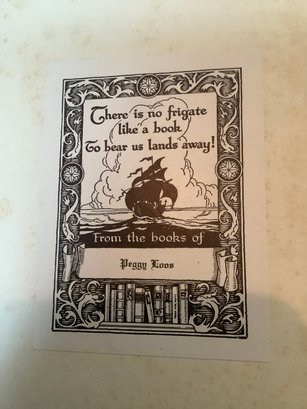 There is no frigate
like a book
To bear us lands away!
From the books of
Peggy Loos